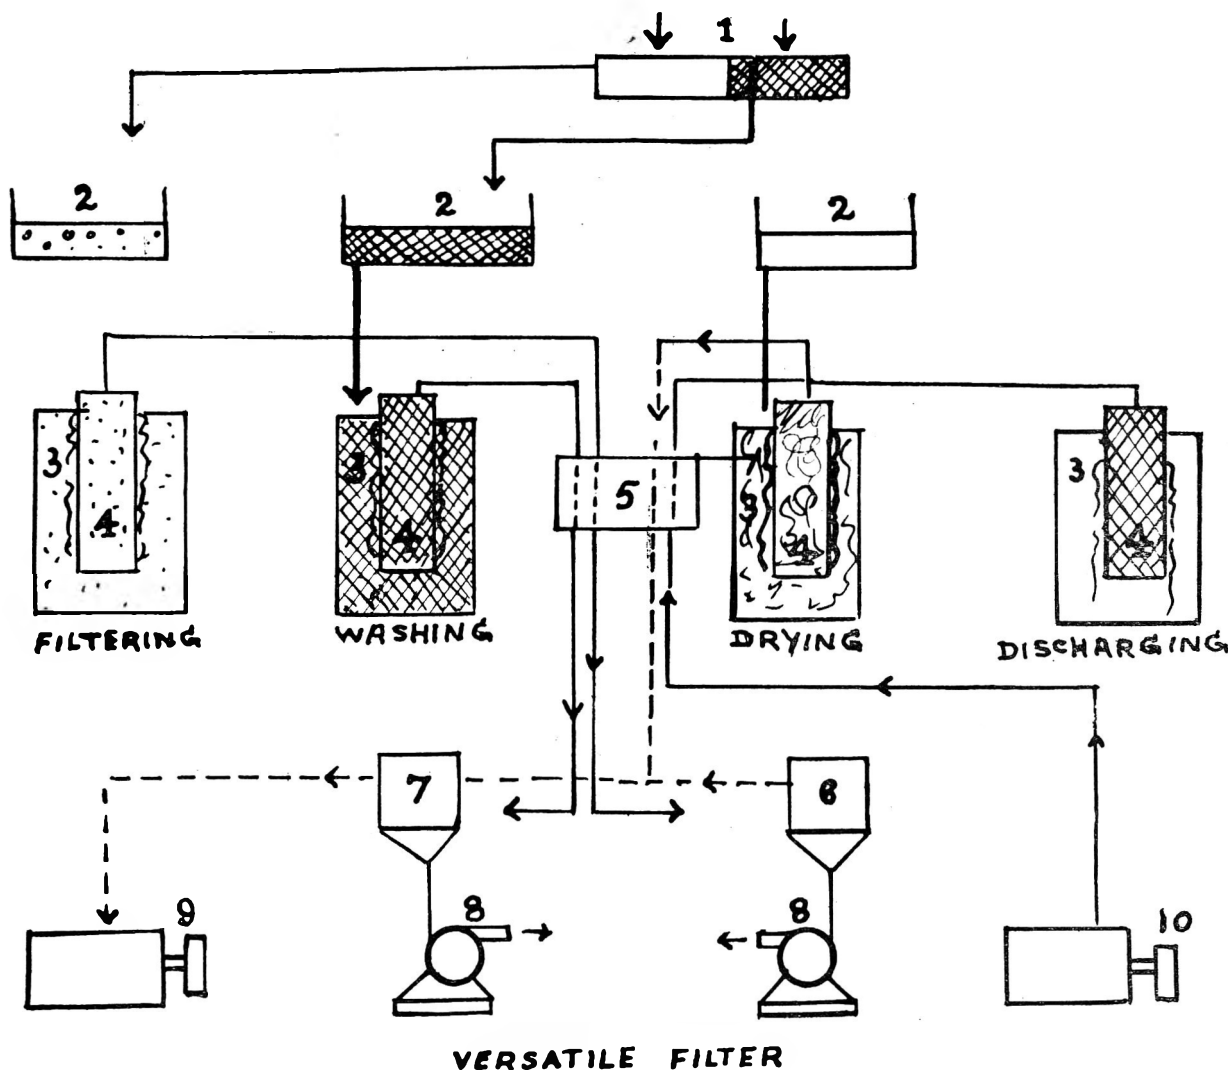 1
2 2 2
3 4 3 4 5 3 4 3 4
FILTERING WASHING DRYING DISCHARGING
7 6
9 8 8 10
VERSATILE FILTER